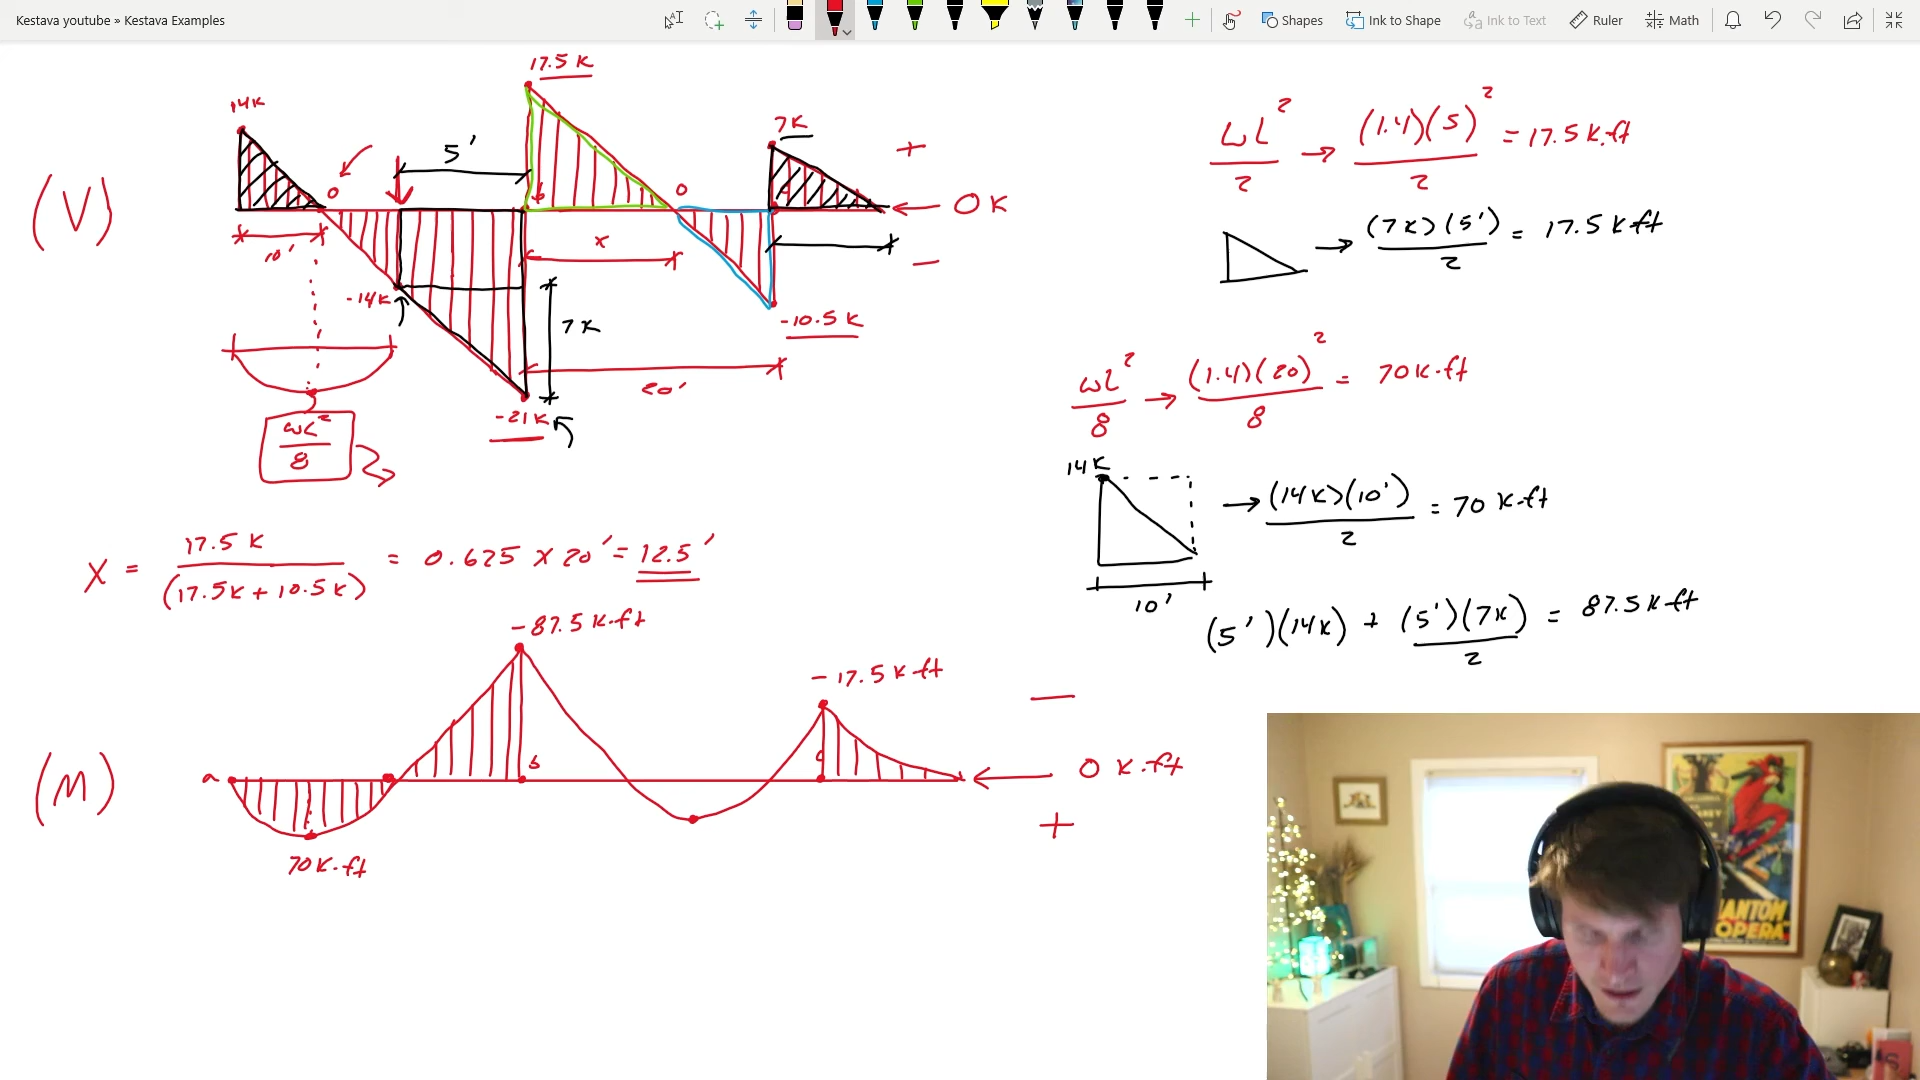 Kestava youtube » Kestava Examples
Shapes
Ink to Shape
Ink to Text
Ruler
Math
(V)
14K
0
10'
-14K
5'
17.5 K
b
x
0
7K
+
0 K
-
-10.5 K
7K
20'
-21K
wL²
8
X = 17.5 K
(17.5K + 10.5K)
= 0.625 x 20' = 12.5'
(M)
a
70 K.ft
- 87.5 K.ft
b
- 17.5 K ft
c
-
0 K.ft
+
wL² → (1.4)(5)² = 17.5 K.ft
2 2
→ (7K)(5') = 17.5 K ft
2
wL² → (1.4)(20)² = 70K.ft
8 8
14K
10'
→ (14K)(10') = 70 K.ft
2
(5')(14K) + (5')(7K) = 87.5 K.ft
2
PHANTOM
OPERA